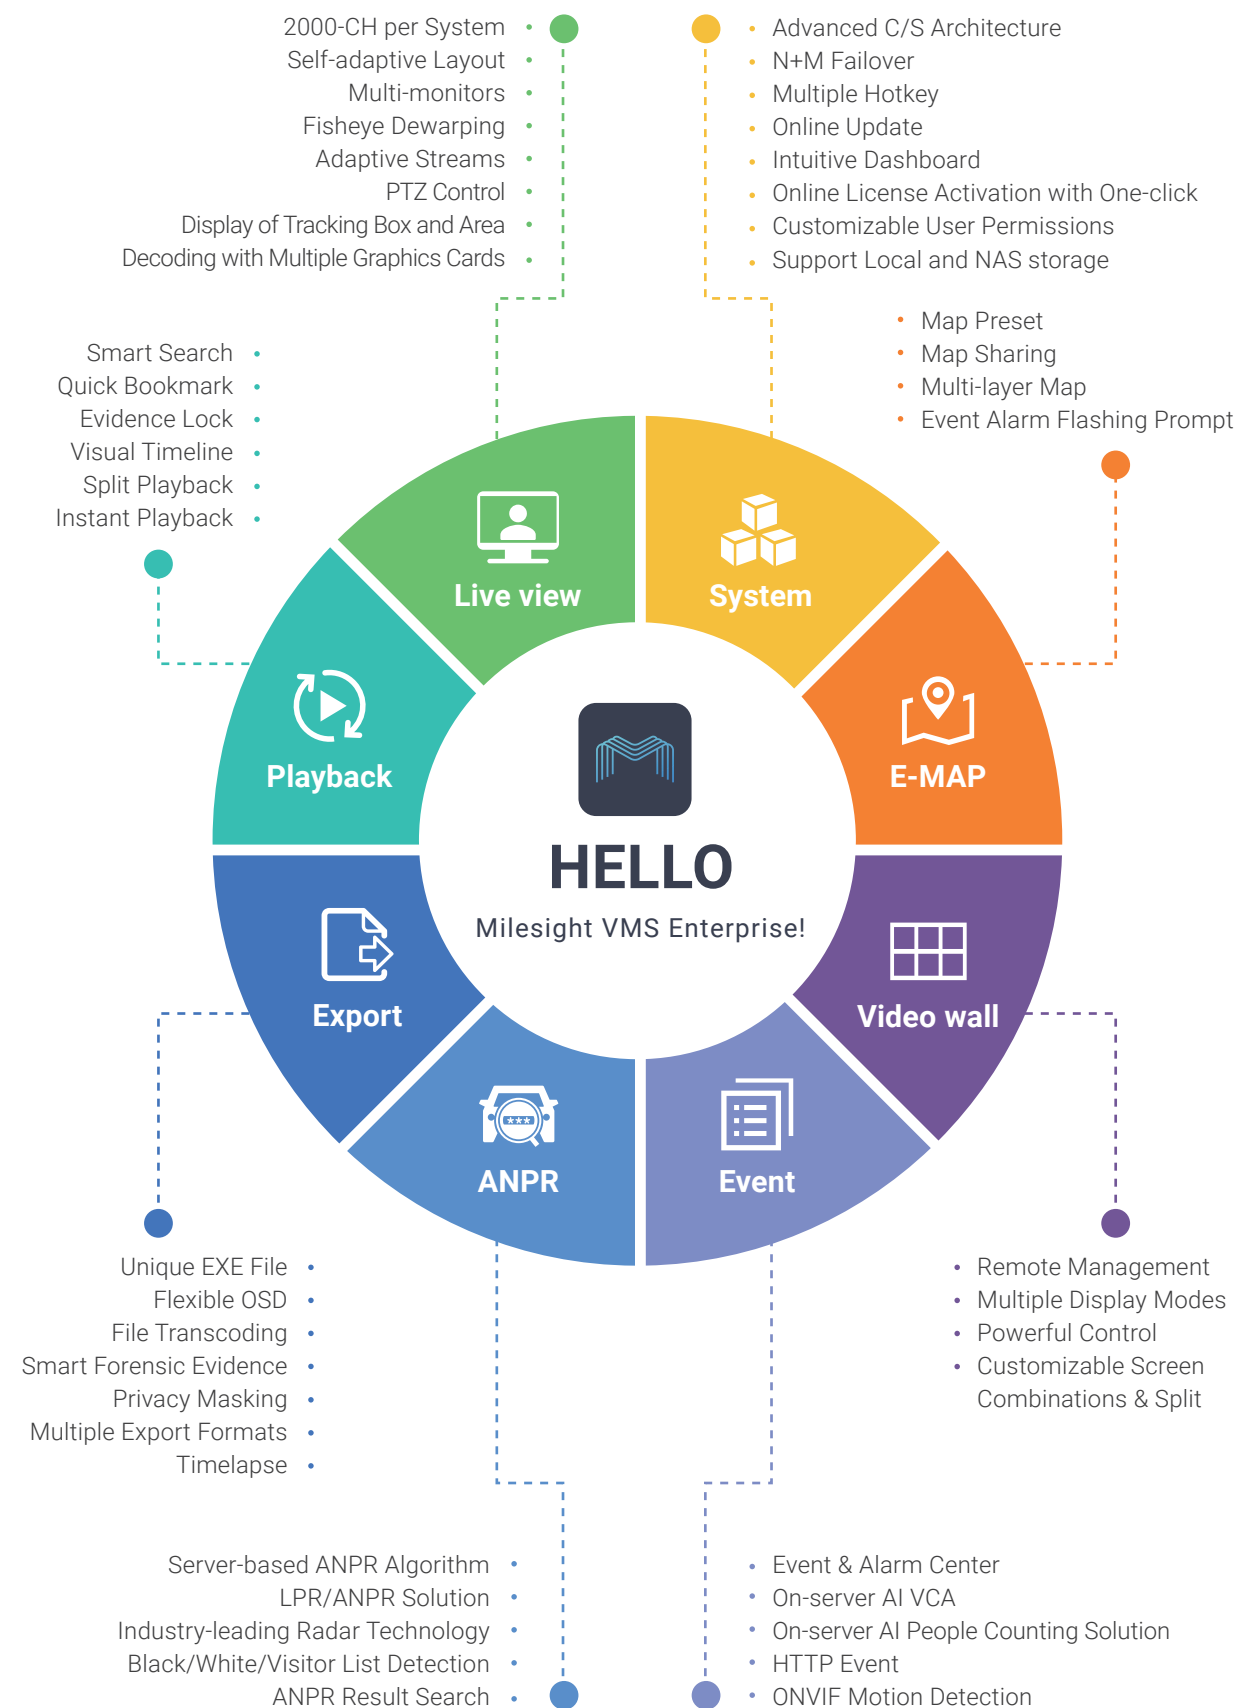 2000-CH per System
Self-adaptive Layout
Multi-monitors
Fisheye Dewarping
Adaptive Streams
PTZ Control
Display of Tracking Box and Area
Decoding with Multiple Graphics Cards
Advanced C/S Architecture
N+M Failover
Multiple Hotkey
Online Update
Intuitive Dashboard
Online License Activation with One-click
Customizable User Permissions
Support Local and NAS storage
Smart Search
Quick Bookmark
Evidence Lock
Visual Timeline
Split Playback
Instant Playback
Map Preset
Map Sharing
Multi-layer Map
Event Alarm Flashing Prompt
Live view
System
Playback
E-MAP
HELLO
Milesight VMS Enterprise!
Export
Video wall
***
ANPR
Event
Unique EXE File
Flexible OSD
File Transcoding
Smart Forensic Evidence
Privacy Masking
Multiple Export Formats
Timelapse
Remote Management
Multiple Display Modes
Powerful Control
Customizable Screen
Combinations & Split
Server-based ANPR Algorithm
LPR/ANPR Solution
Industry-leading Radar Technology
Black/White/Visitor List Detection
ANPR Result Search
Event & Alarm Center
On-server AI VCA
On-server AI People Counting Solution
HTTP Event
ONVIF Motion Detection